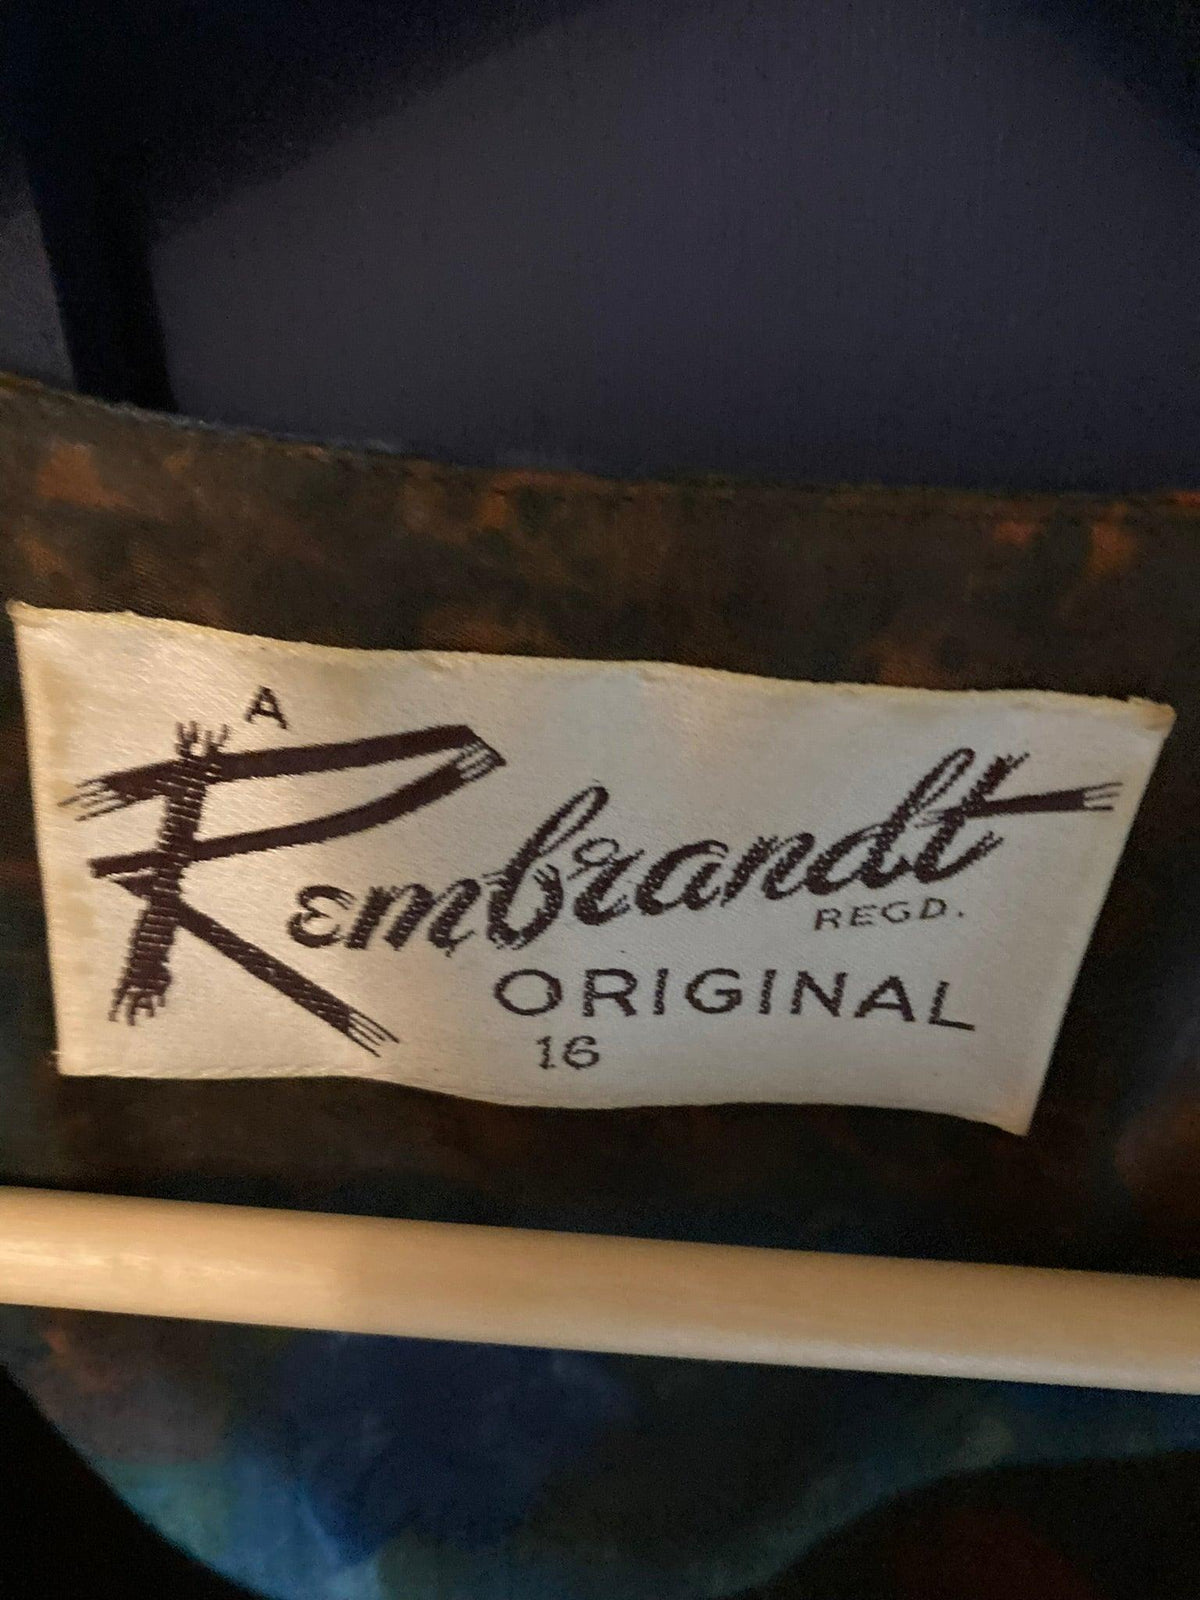 A
Rembrandt
REGD.
ORIGINAL
16